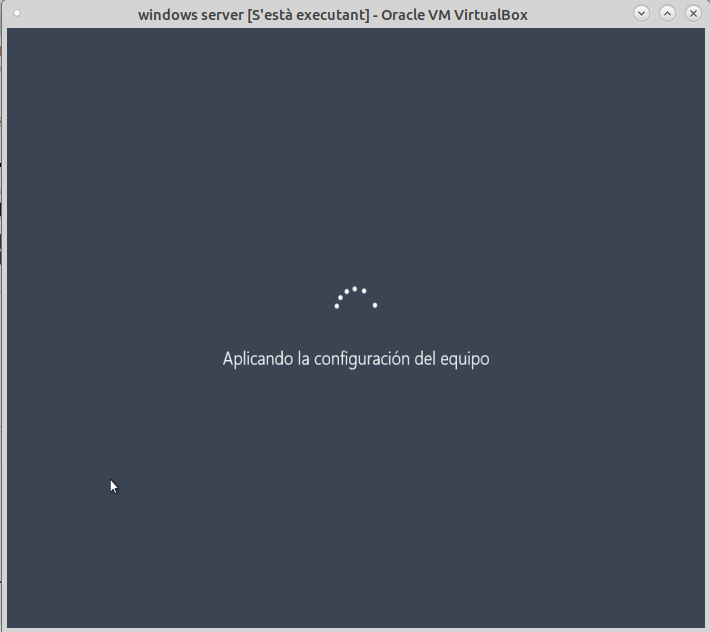 windows server [S'està executant] - Oracle VM VirtualBox
Aplicando la configuración del equipo